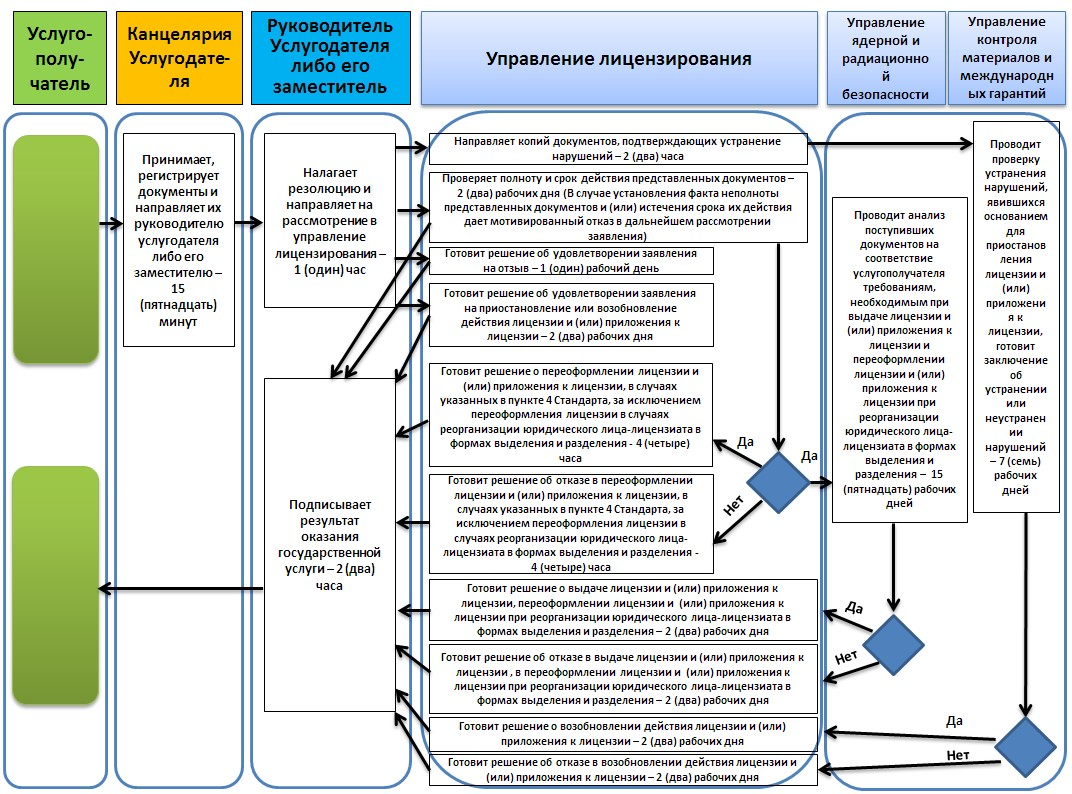 Услуго-
полу-
чатель
Канцелярия
Услугодате-
ля
Руководитель
Услугодателя
либо его
заместитель
Управление лицензирования
Управление
ядерной и
радиационно
й
безопасности
Управление
контроля
материалов и
международн
ых гарантий
Принимает,
регистрирует
документы и
направляет их
руководителю
услугодателя
либо его
заместителю –
15
(пятнадцать)
минут
Налагает
резолюцию и
направляет на
рассмотрение в
управление
лицензирования –
1 (один) час
Подписывает
результат
оказания
государственной
услуги – 2 (два)
часа
Направляет копий документов, подтверждающих устранение
нарушений – 2 (два) часа
Проверяет полноту и срок действия представленных документов –
2 (два) рабочих дня (В случае установления факта неполноты
представленных документов и (или) истечения срока их действия
дает мотивированный отказ в дальнейшем рассмотрении
заявления)
Готовит решение об удовлетворении заявления
на отзыв – 1 (один) рабочий день
Готовит решение об удовлетворении заявления
на приостановление или возобновление
действия лицензии и (или) приложения к
лицензии – 2 (два) рабочих дня
Готовит решение о переоформлении лицензии и
(или) приложения к лицензии, в случаях
указанных в пункте 4 Стандарта, за исключением
переоформления лицензии в случаях
реорганизации юридического лица-лицензиата в
формах выделения и разделения - 4 (четыре)
часа
Готовит решение об отказе в переоформлении
лицензии и (или) приложения к лицензии, в
случаях указанных в пункте 4 Стандарта, за
исключением переоформления лицензии в
случаях реорганизации юридического лица-
лицензиата в формах выделения и разделения -
4 (четыре) часа
Да
Нет
Да
Готовит решение о выдаче лицензии и (или) приложения к
лицензии, переоформлении лицензии и (или) приложения к
лицензии при реорганизации юридического лица-лицензиата в
формах выделения и разделения – 2 (два) рабочих дня
Готовит решение об отказе в выдаче лицензии и (или) приложения к
лицензии , в переоформлении лицензии и (или) приложения к
лицензии при реорганизации юридического лица-лицензиата в
формах выделения и разделения – 2 (два) рабочих дня
Готовит решение о возобновлении действия лицензии и (или)
приложения к лицензии – 2 (два) рабочих дня
Готовит решение об отказе в возобновлении действия лицензии и
(или) приложения к лицензии – 2 (два) рабочих дня
Проводит анализ
поступивших
документов на
соответствие
услугополучателя
требованиям,
необходимым при
выдаче лицензии и
(или) приложения к
лицензии и
переоформлении
лицензии и (или)
приложения к
лицензии при
реорганизации
юридического лица-
лицензиата в формах
выделения и
разделения – 15
(пятнадцать) рабочих
дней
Да
Нет
Проводит
проверку
устранения
нарушений,
явившихся
основанием
для
приостанов
ления
лицензии и
(или)
приложени
я к
лицензии,
готовит
заключение
об
устранении
или
неустранен
ии
нарушений
– 7 (семь)
рабочих
дней
Да
Нет